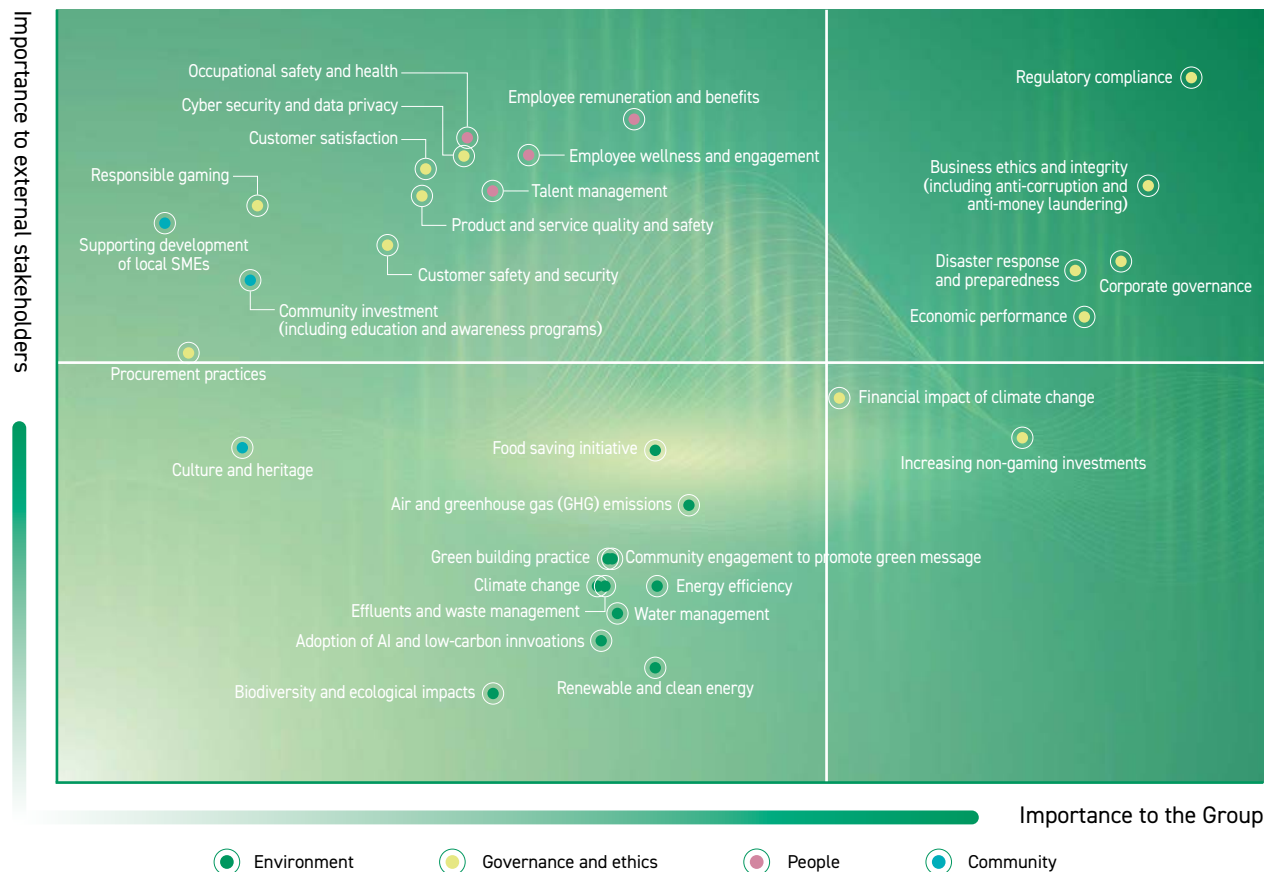 Importance to external stakeholders
Occupational safety and health
Cyber security and data privacy
Customer satisfaction
Responsible gaming
Supporting development
of local SMEs
Employee remuneration and benefits
Employee wellness and engagement
Talent management
Product and service quality and safety
Customer safety and security
Community investment
(including education and awareness programs)
Procurement practices
Regulatory compliance
Business ethics and integrity
(including anti-corruption and
anti-money laundering)
Disaster response
and preparedness
Corporate governance
Economic performance
Financial impact of climate change
Increasing non-gaming investments
Culture and heritage
Food saving initiative
Air and greenhouse gas (GHG) emissions
Green building practice
Community engagement to promote green message
Climate change
Energy efficiency
Effluents and waste management
Water management
Adoption of AI and low-carbon innvoations
Renewable and clean energy
Biodiversity and ecological impacts
Importance to the Group
Environment
Governance and ethics
People
Community